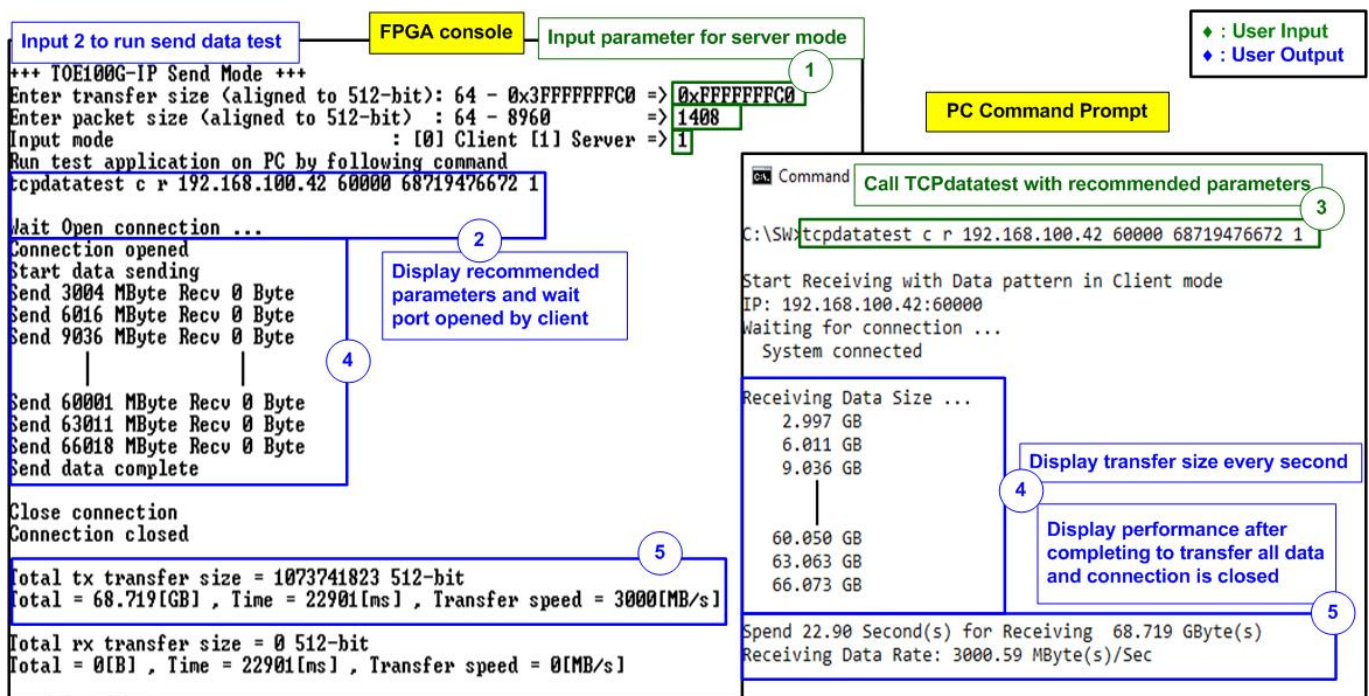 Input 2 to run send data test
FPGA console
Input parameter for server mode
♦ : User Input
♦ : User Output
+++ TOE100G-IP Send Mode +++
1
Enter transfer size (aligned to 512-bit): 64 - 0x3FFFFFFFC0 => 0xFFFFFFFC0
Enter packet size (aligned to 512-bit) : 64 - 8960 => 1408
Input mode : [0] Client [1] Server => 1
Run test application on PC by following command
tcpdatatest c r 192.168.100.42 60000 68719476672 1
Wait Open connection ...
2
Display recommended
parameters and wait
port opened by client
Connection opened
Start data sending
Send 3004 MByte Recv 0 Byte
Send 6016 MByte Recv 0 Byte
Send 9036 MByte Recv 0 Byte
4
Send 60001 MByte Recv 0 Byte
Send 63011 MByte Recv 0 Byte
Send 66018 MByte Recv 0 Byte
Send data complete
Close connection
Connection closed
5
Total tx transfer size = 1073741823 512-bit
Total = 68.719[GB] , Time = 22901[ms] , Transfer speed = 3000[MB/s]
Total rx transfer size = 0 512-bit
Total = 0[B] , Time = 22901[ms] , Transfer speed = 0[MB/s]
PC Command Prompt
Command
Call TCPdatatest with recommended parameters
3
C:\SW>tcpdatatest c r 192.168.100.42 60000 68719476672 1
Start Receiving with Data pattern in Client mode
IP: 192.168.100.42:60000
Waiting for connection ...
System connected
Receiving Data Size ...
2.997 GB
6.011 GB
9.036 GB
60.050 GB
63.063 GB
66.073 GB
Display transfer size every second
4
Display performance after
completing to transfer all data
and connection is closed
5
Spend 22.90 Second(s) for Receiving 68.719 GByte(s)
Receiving Data Rate: 3000.59 MByte(s)/Sec